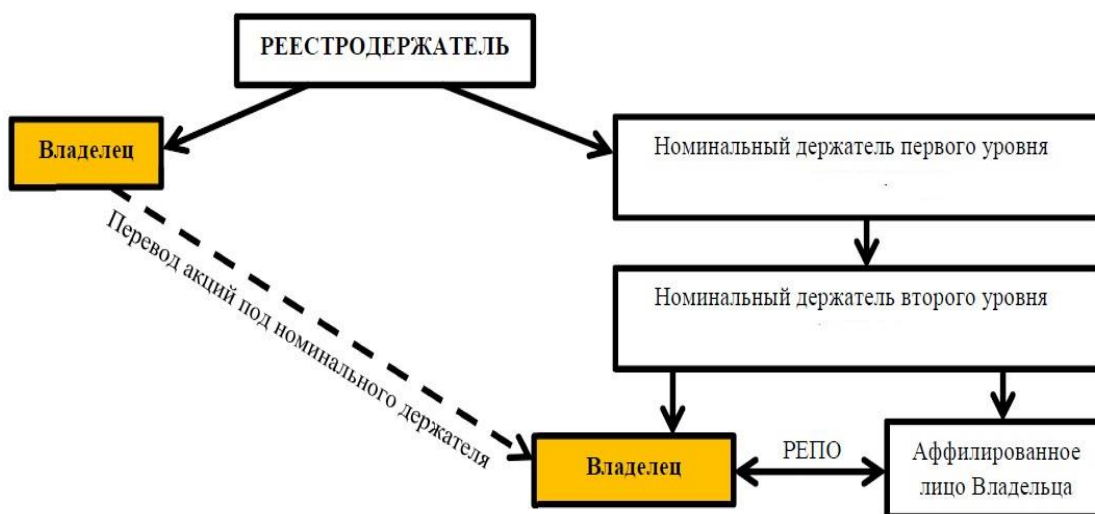 РЕЕСТРОДЕРЖАТЕЛЬ
Владелец
Номинальный держатель первого уровня
Перевод акций под номинального держателя
Номинальный держатель второго уровня
Владелец
РЕПО
Аффилированное
лицо Владельца